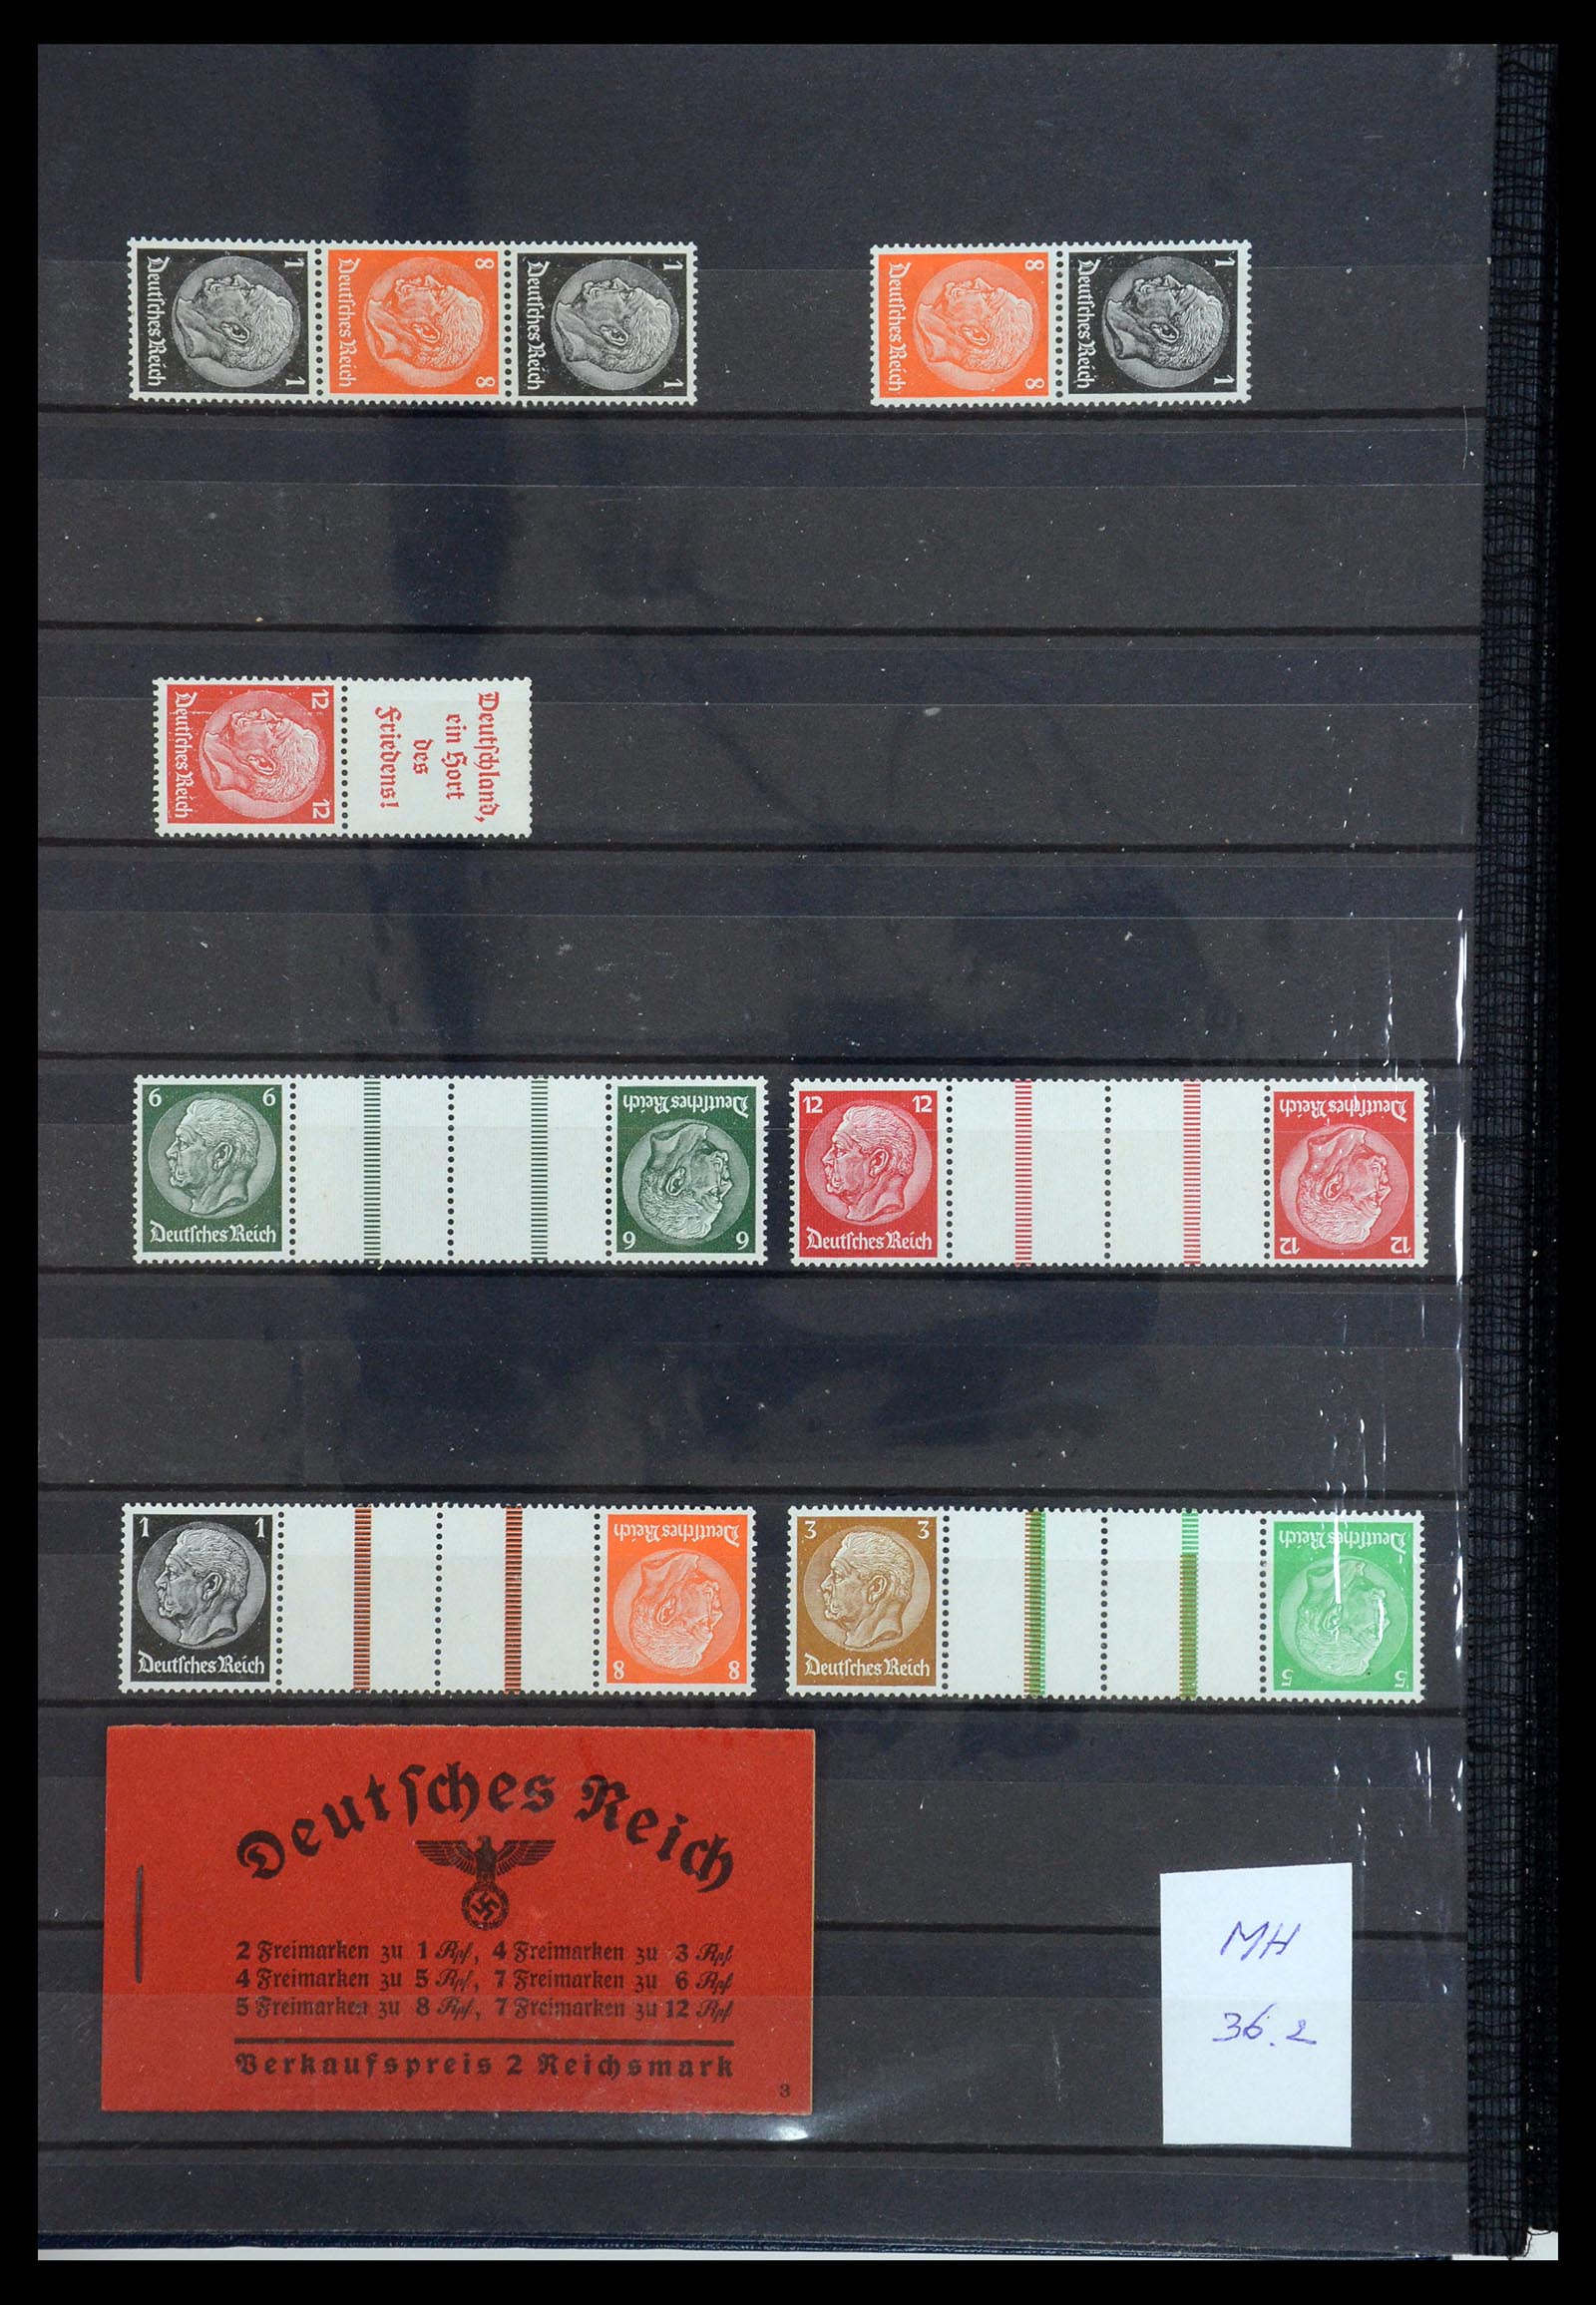 1 1
Deutsches Reich
8 8
Deutsches Reich
1 1
Deutsches Reich
8 8
Deutsches Reich
1 1
Deutsches Reich
12 12
Deutsches Reich
Deutschland,
ein Hort
des
Friedens!
6 6
Deutsches Reich
6 6
Deutsches Reich
12 12
Deutsches Reich
12 12
Deutsches Reich
1 1
Deutsches Reich
8 8
Deutsches Reich
3 3
Deutsches Reich
5 5
Deutsches Reich
Deutsches Reich
2 Freimarken zu 1 Rpf, 4 Freimarken zu 3 Rpf
4 Freimarken zu 5 Rpf, 7 Freimarken zu 6 Rpf
5 Freimarken zu 8 Rpf, 7 Freimarken zu 12 Rpf
Verkaufspreis 2 Reichsmark
3
MH
36.2